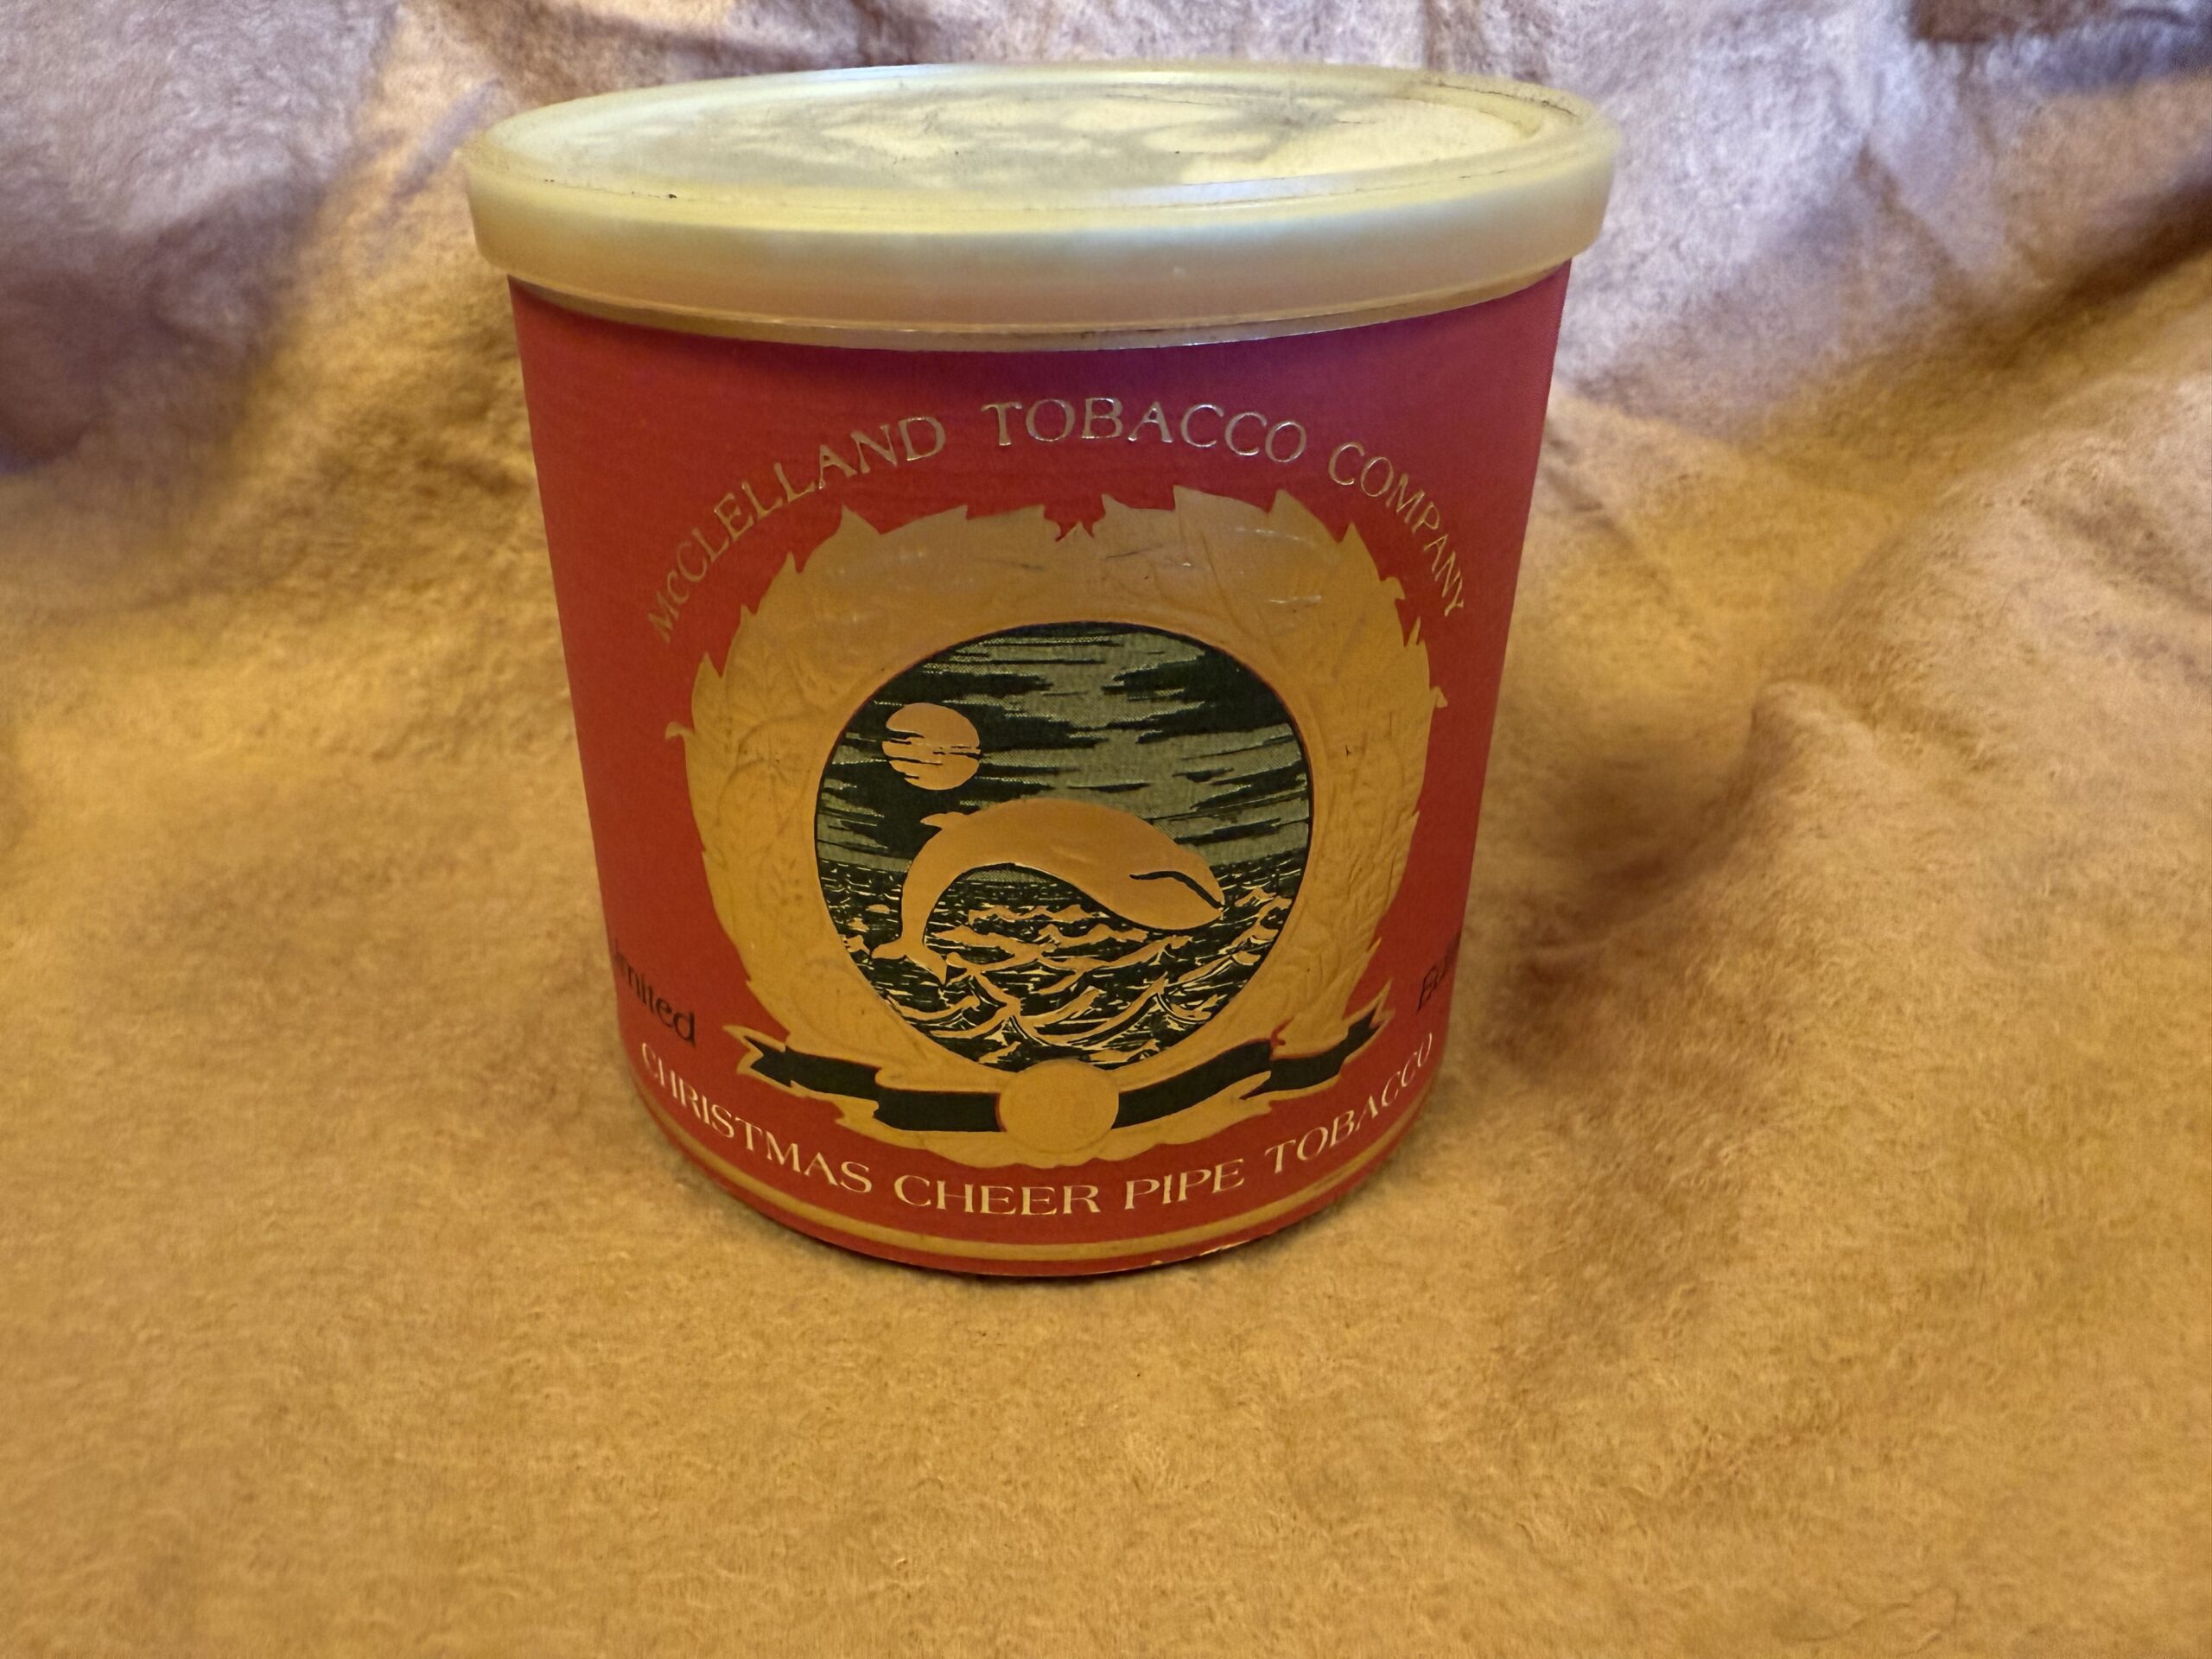 McCLELLAND TOBACCO COMPANY
CHRISTMAS CHEER PIPE TOBACCO